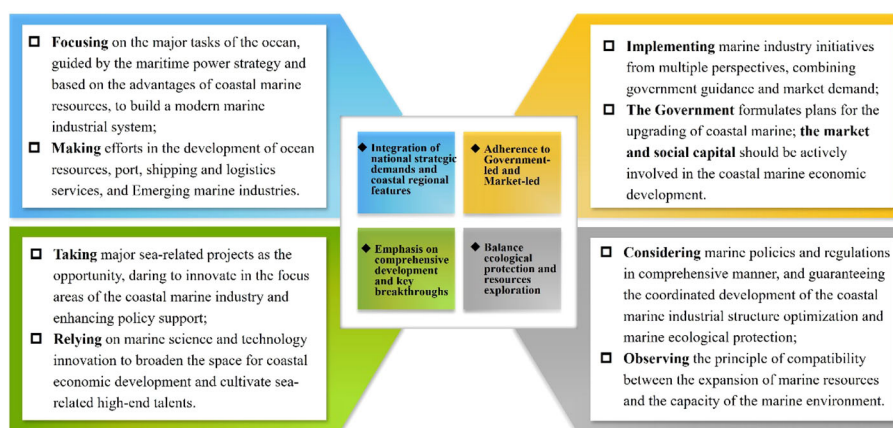 Focusing on the major tasks of the ocean,
guided by the maritime power strategy and
based on the advantages of coastal marine
resources, to build a modern marine
industrial system;
Making efforts in the development of ocean
resources, port, shipping and logistics
services, and Emerging marine industries.
Implementing marine industry initiatives
from multiple perspectives, combining
government guidance and market demand;
The Government formulates plans for the
upgrading of coastal marine; the market
and social capital should be actively
involved in the coastal marine economic
development.
Integration of
national strategic
demands and
coastal regional
features
Adherence to
Government-
led and
Market-led
Emphasis on
comprehensive
development
and key
breakthroughs
Balance
ecological
protection and
resources
exploration
Taking major sea-related projects as the
opportunity, daring to innovate in the focus
areas of the coastal marine industry and
enhancing policy support;
Relying on marine science and technology
innovation to broaden the space for coastal
economic development and cultivate sea-
related high-end talents.
Considering marine policies and regulations
in comprehensive manner, and guaranteeing
the coordinated development of the coastal
marine industrial structure optimization and
marine ecological protection;
Observing the principle of compatibility
between the expansion of marine resources
and the capacity of the marine environment.